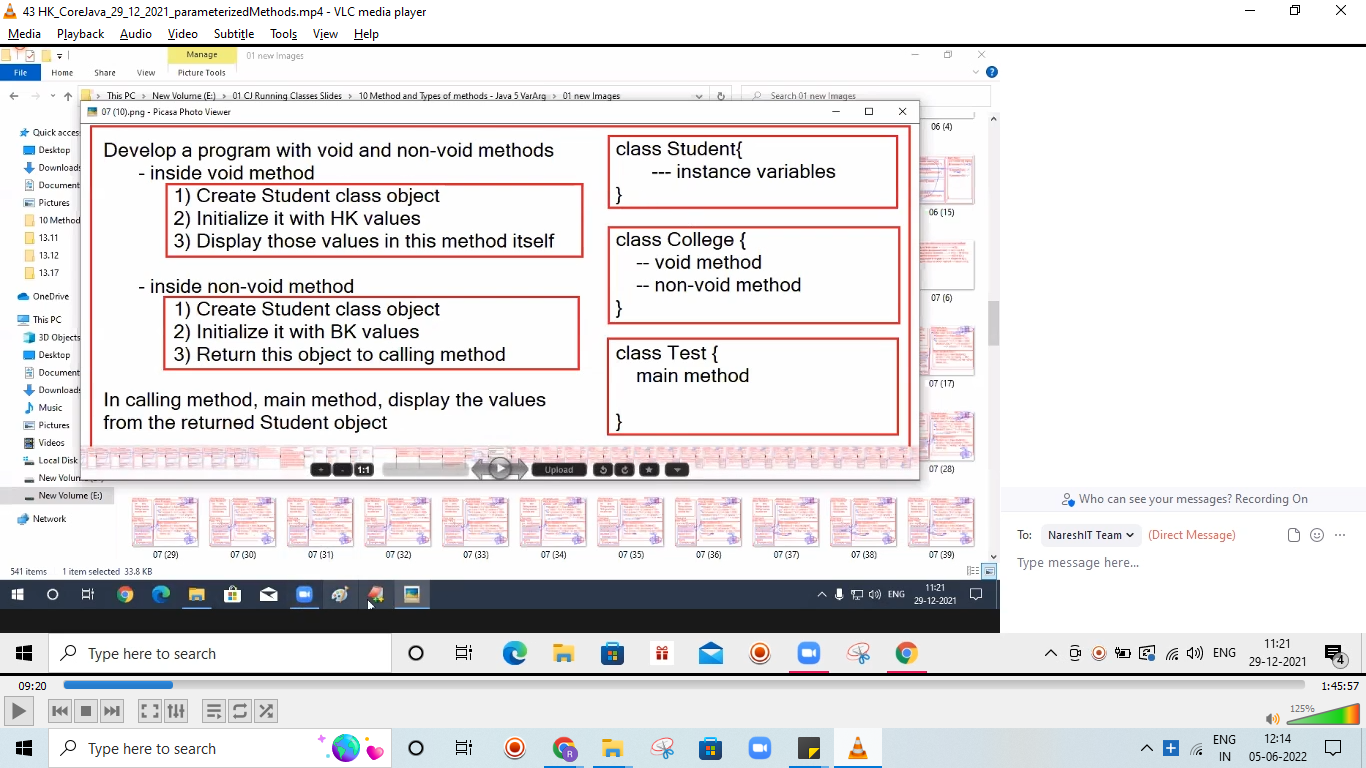 43 HK_CoreJava_29_12_2021_parameterizedMethods.mp4 - VLC media player
Media Playback Audio Video Subtitle Tools View Help
Manage 01 new Images
File Home Share View Picture Tools
This PC > New Volume (E:) > 01 CJ Running Classes Slides > 10 Method and Types of methods - Java 5 VarArg > 01 new Images
Search 01 new Images
07 (10).png - Picasa Photo Viewer
Quick acces
Desktop
Download
Document
Pictures
10 Method
13.11
13.12
13.17
OneDrive
This PC
3D Objects
Desktop
Document
Download
Music
Pictures
Videos
Local Disk
New Volum
New Volume (E:)
Network
Develop a program with void and non-void methods
- inside void method
1) Create Student class object
2) Initialize it with HK values
3) Display those values in this method itself
- inside non-void method
1) Create Student class object
2) Initialize it with BK values
3) Return this object to calling method
In calling method, main method, display the values
from the returned Student object
class Student{
--- instance variables
}
class College {
-- void method
-- non-void method
}
class Test {
main method
}
+ - 1:1 Upload
06 (4)
06 (15)
07 (6)
07 (17)
07 (28)
07 (29) 07 (30) 07 (31) 07 (32) 07 (33) 07 (34) 07 (35) 07 (36) 07 (37) 07 (38) 07 (39)
541 items 1 item selected 33.8 KB
ENG 11:21
29-12-2021
Who can see your messages? Recording On
To: NareshIT Team (Direct Message)
Type message here...
Type here to search
ENG 11:21
29-12-2021
4
09:20 1:45:57
125%
Type here to search
R
ENG 12:14
IN 05-06-2022